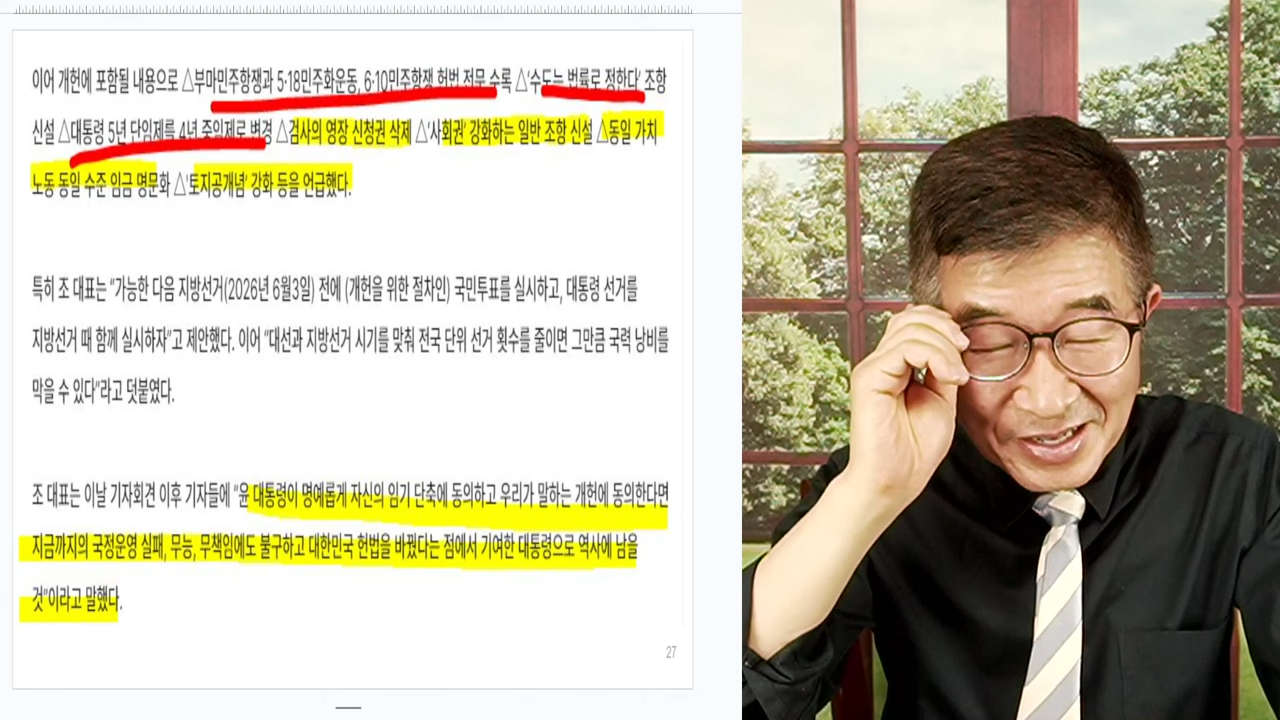 이어 개헌에 포함될 내용으로 △부마민주항쟁과 5·18민주화운동, 6·10민주항쟁 헌법 전문 수록 △'수도는 법률로 정한다' 조항
신설 △대통령 5년 단임제를 4년 중임제로 변경 △검사의 영장 신청권 삭제 △'사회권' 강화하는 일반 조항 신설 △동일 가치
노동 동일 수준 임금 명문화 △'토지공개념' 강화 등을 언급했다.
특히 조 대표는 "가능한 다음 지방선거(2026년 6월3일) 전에 (개헌을 위한 절차인) 국민투표를 실시하고, 대통령 선거를
지방선거 때 함께 실시하자"고 제안했다. 이어 "대선과 지방선거 시기를 맞춰 전국 단위 선거 횟수를 줄이면 그만큼 국력 낭비를
막을 수 있다"라고 덧붙였다.
조 대표는 이날 기자회견 이후 기자들에 "윤 대통령이 명예롭게 자신의 임기 단축에 동의하고 우리가 말하는 개헌에 동의한다면
지금까지의 국정운영 실패, 무능, 무책임에도 불구하고 대한민국 헌법을 바꿨다는 점에서 기여한 대통령으로 역사에 남을
것"이라고 말했다.
27